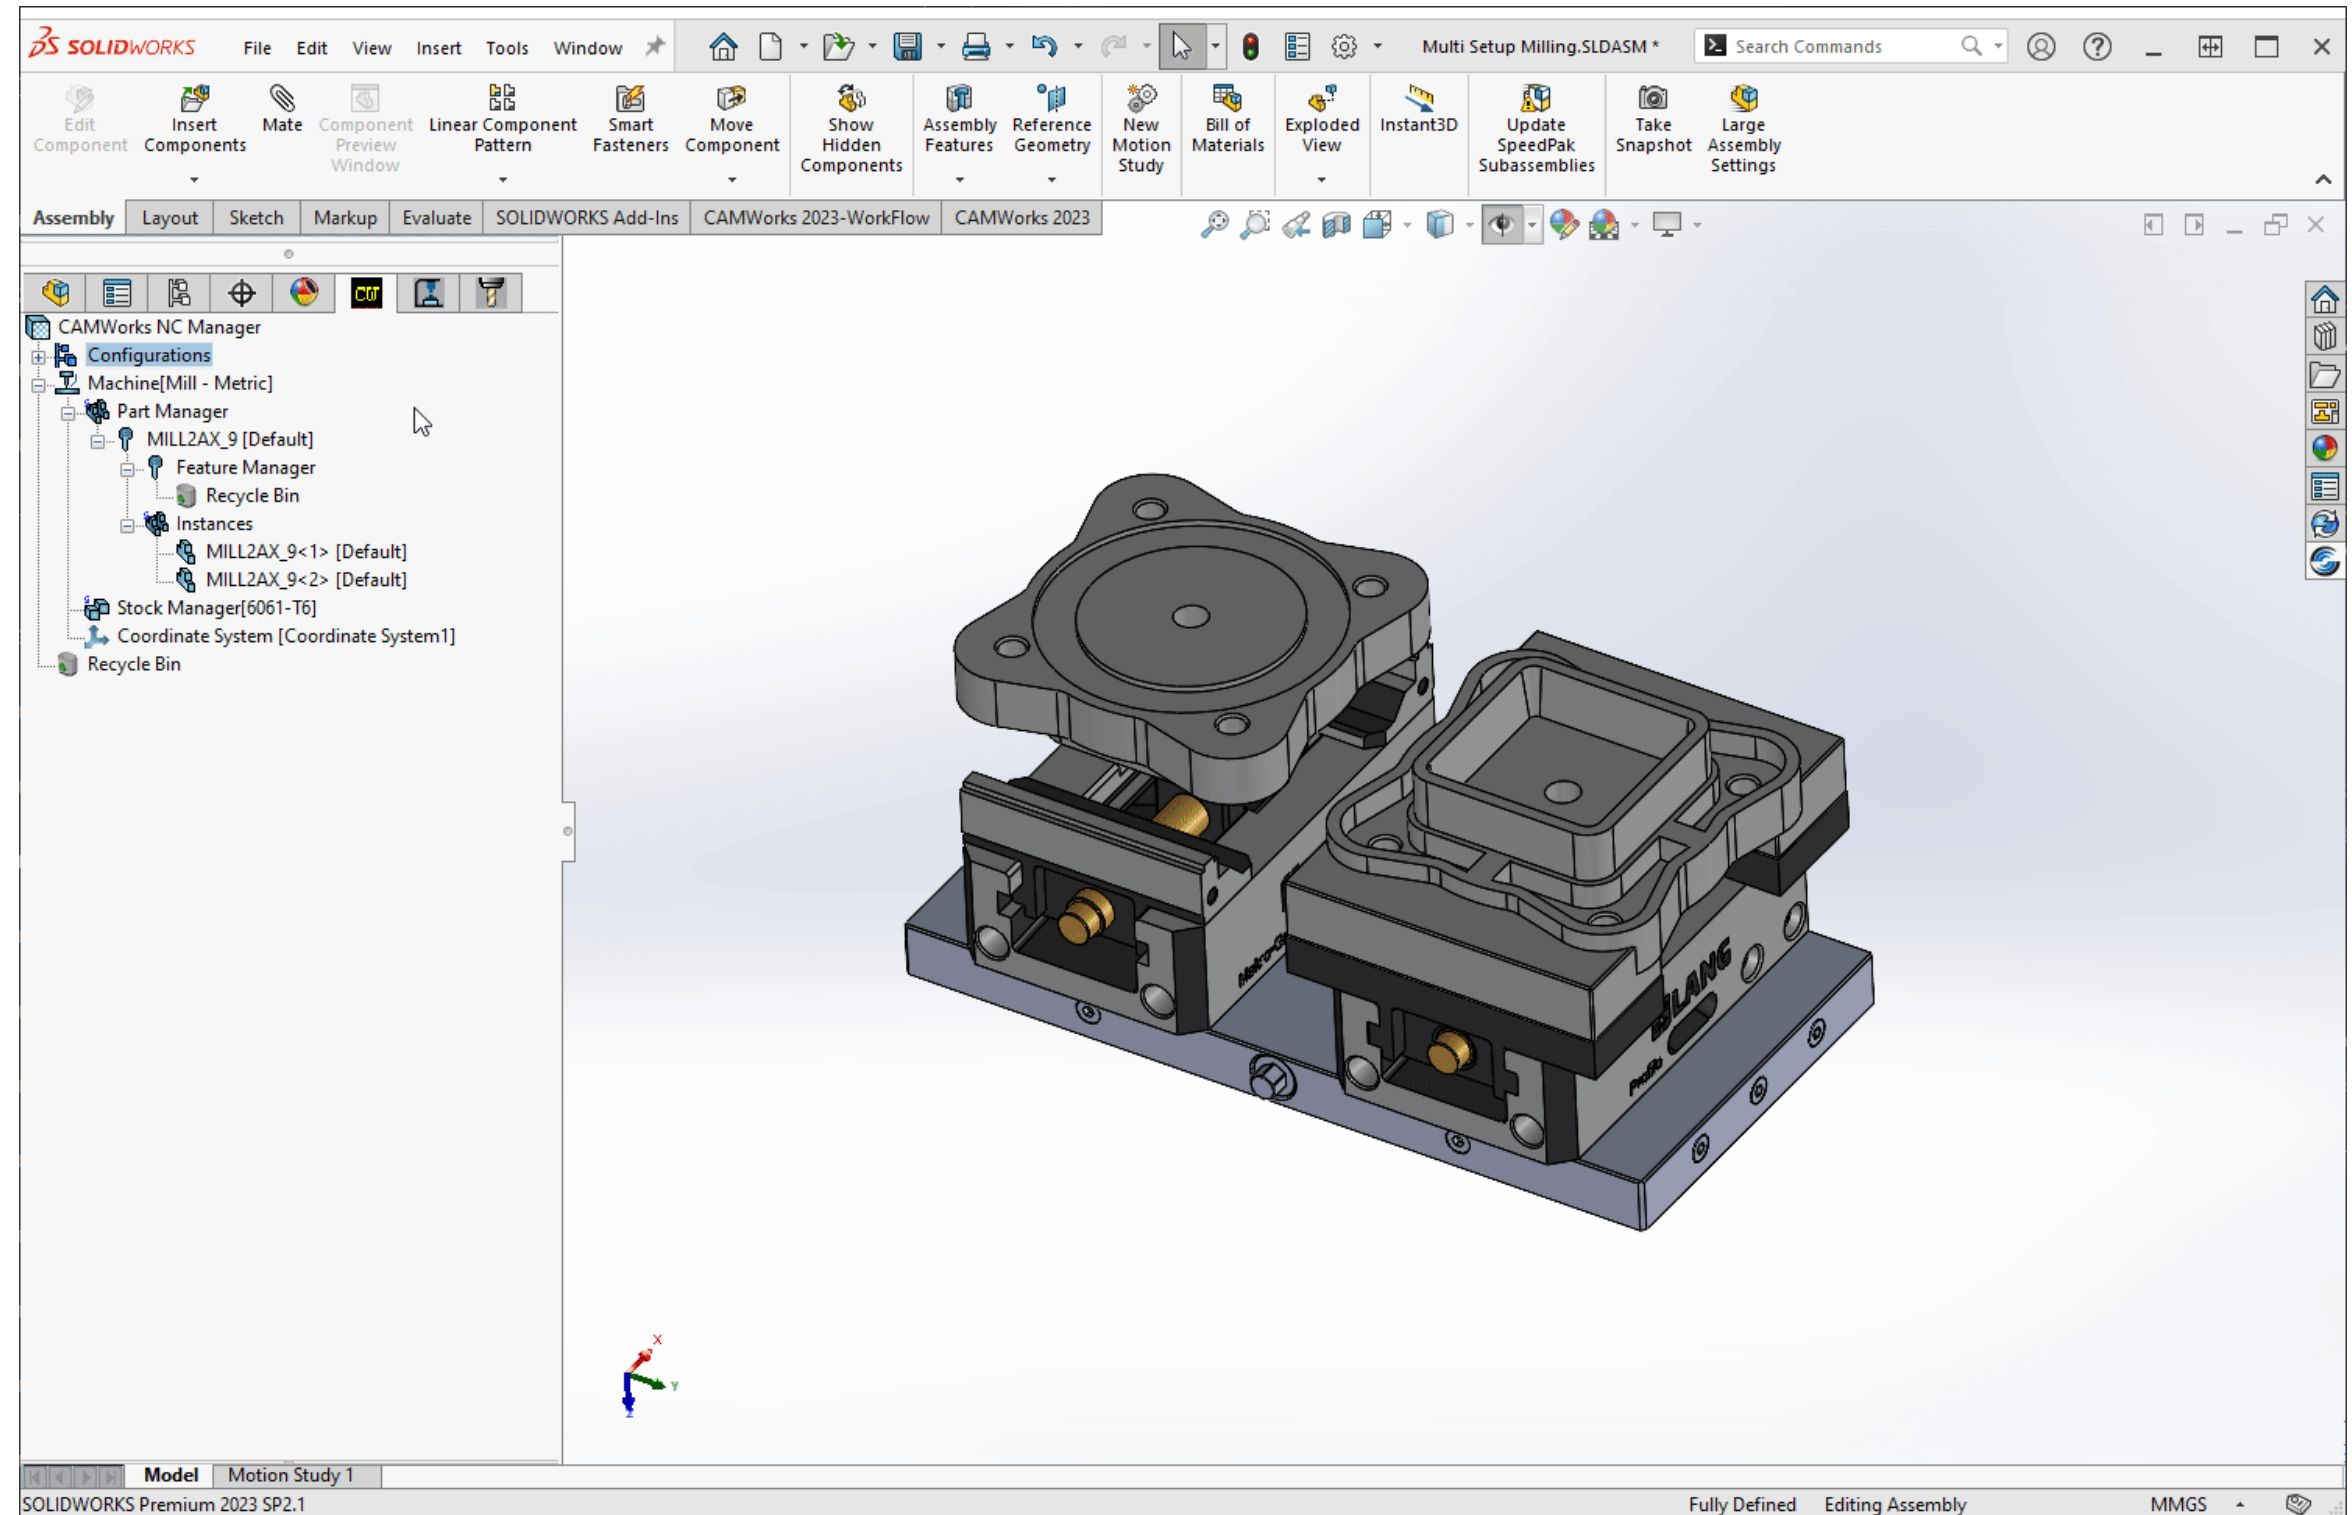 SOLIDWORKS File Edit View Insert Tools Window Multi Setup Milling.SLDASM * Search Commands
Edit Component
Insert Components
Mate
Component Preview Window
Linear Component Pattern
Smart Fasteners
Move Component
Show Hidden Components
Assembly Features
Reference Geometry
New Motion Study
Bill of Materials
Exploded View
Instant3D
Update SpeedPak Subassemblies
Take Snapshot
Large Assembly Settings
Assembly Layout Sketch Markup Evaluate SOLIDWORKS Add-Ins CAMWorks 2023-WorkFlow CAMWorks 2023
CW
CAMWorks NC Manager
Configurations
Machine[Mill - Metric]
Part Manager
MILL2AX_9 [Default]
Feature Manager
Recycle Bin
Instances
MILL2AX_9<1> [Default]
MILL2AX_9<2> [Default]
Stock Manager[6061-T6]
Coordinate System [Coordinate System1]
Recycle Bin
LANG
X
Y
Z
Model Motion Study 1
SOLIDWORKS Premium 2023 SP2.1 Fully Defined Editing Assembly MMGS